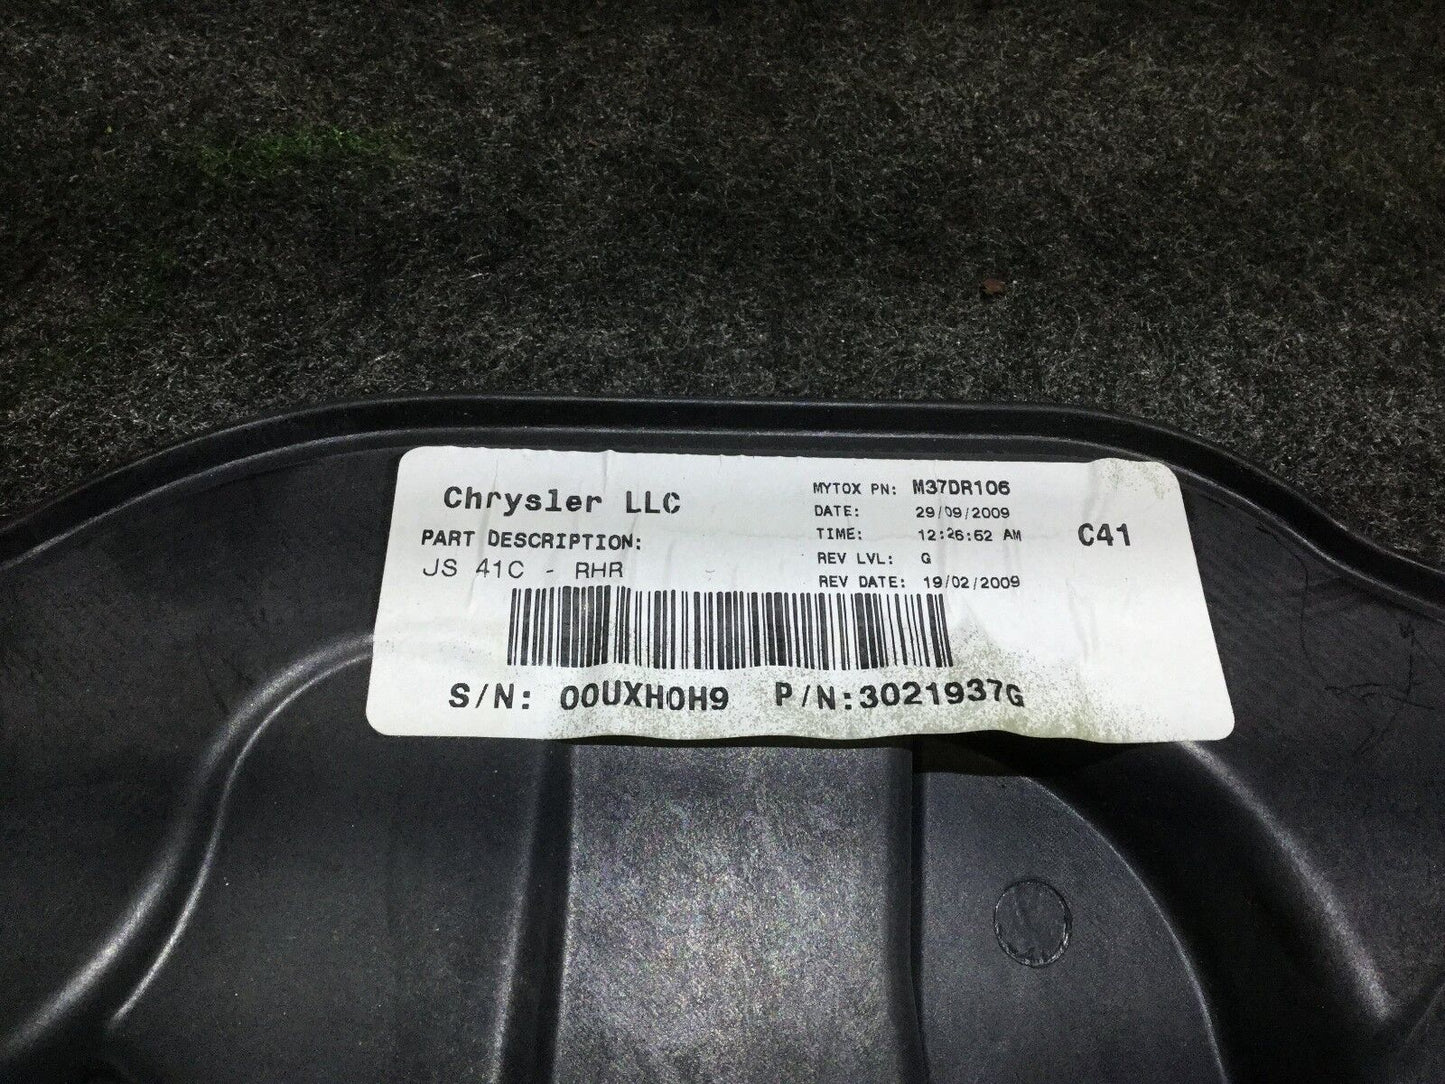 Chrysler LLC
PART DESCRIPTION:
JS 41C - RHR
MYTOX PN: M37DR106
DATE: 29/09/2009
TIME: 12:26:52 AM
REV LVL: G
REV DATE: 19/02/2009
C41
S/N: 00UXH0H9 P/N:3021937G